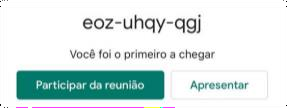 eoz-uhqy-qgj
Você foi o primeiro a chegar
Participar da reunião Apresentar